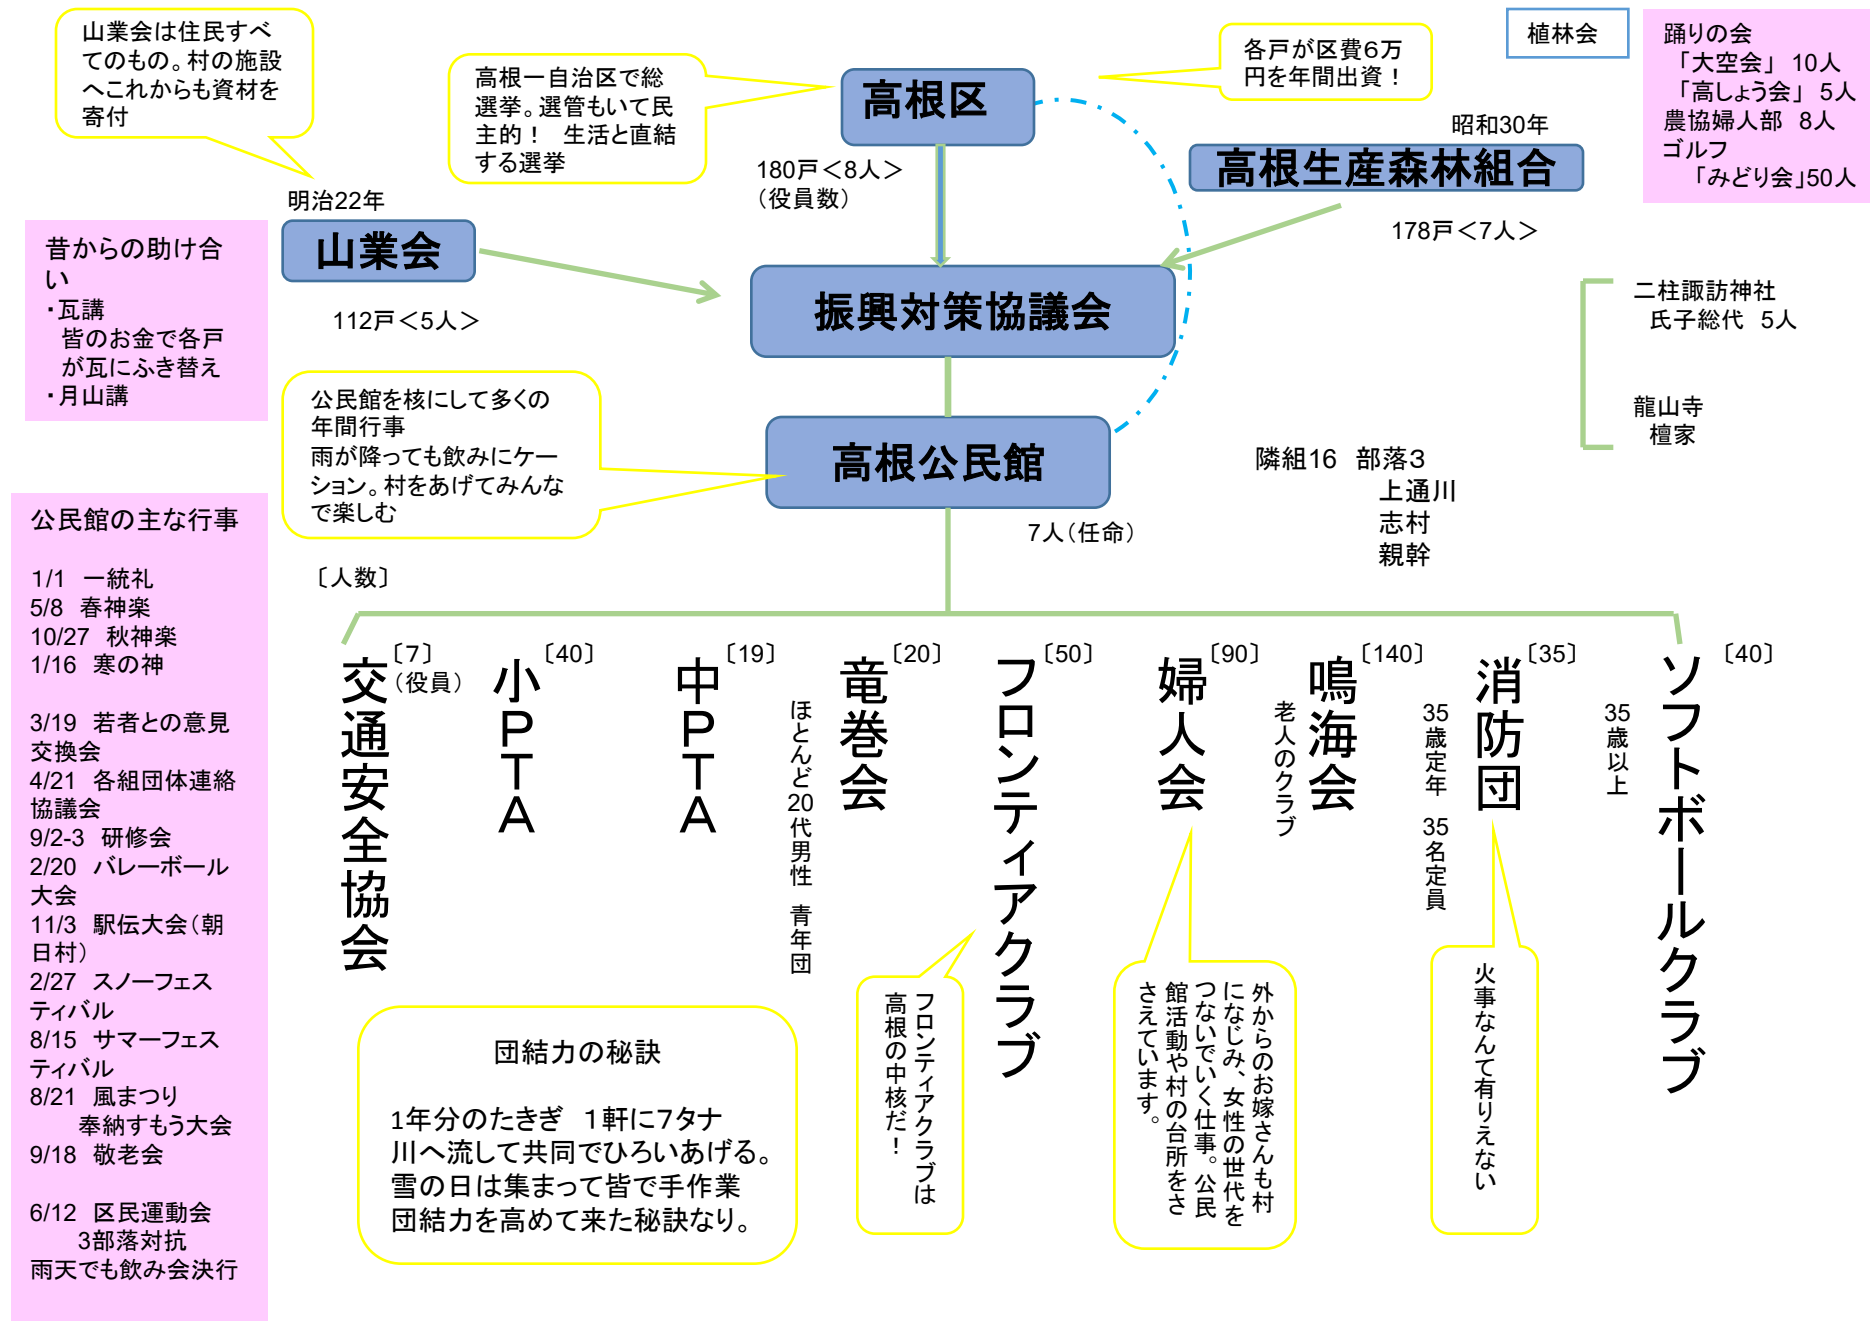 山業会は住民すべ
てのもの。村の施設
へこれからも資材を
寄付
高根一自治区で総
選挙。選管もいて民
主的！　生活と直結
する選挙
高根区
各戸が区費６万
円を年間出資！
植林会
踊りの会
「大空会」 10人
「高しょう会」 5人
農協婦人部 8人
ゴルフ
「みどり会」50人
180戸＜8人＞
（役員数）
昭和30年
高根生産森林組合
178戸＜7人＞
明治22年
山業会
112戸＜5人＞
昔からの助け合
い
・瓦講
皆のお金で各戸
が瓦にふき替え
・月山講
振興対策協議会
二柱諏訪神社
氏子総代 5人
龍山寺
檀家
公民館を核にして多くの
年間行事
雨が降っても飲みにケー
ション。村をあげてみんな
で楽しむ
高根公民館
7人（任命）
隣組16 部落3
上通川
志村
親幹
公民館の主な行事
1/1 一統礼
5/8 春神楽
10/27 秋神楽
1/16 寒の神
3/19 若者との意見
交換会
4/21 各組団体連絡
協議会
9/2-3 研修会
2/20 バレーボール
大会
11/3 駅伝大会（朝
日村）
2/27 スノーフェス
ティバル
8/15 サマーフェス
ティバル
8/21 風まつり
奉納すもう大会
9/18 敬老会
6/12 区民運動会
3部落対抗
雨天でも飲み会決行
〔人数〕
交通安全協会
〔7〕
（役員）
小ＰＴＡ
〔40〕
中ＰＴＡ
〔19〕
ほとんど20代男性 青年団
竜巻会
〔20〕
フロンティアクラブ
〔50〕
婦人会
〔90〕
老人のクラブ
鳴海会
〔140〕
35歳定年 35名定員
消防団
〔35〕
35歳以上
ソフトボールクラブ
〔40〕
団結力の秘訣
1年分のたきぎ　１軒に７タナ
川へ流して共同でひろいあげる。
雪の日は集まって皆で手作業
団結力を高めて来た秘訣なり。
フロンティアクラブは
高根の中核だ！
外からのお嫁さんも村
になじみ、女性の世代を
つないでいく仕事。公民
館活動や村の台所をさ
さえています。
火事なんて有りえない